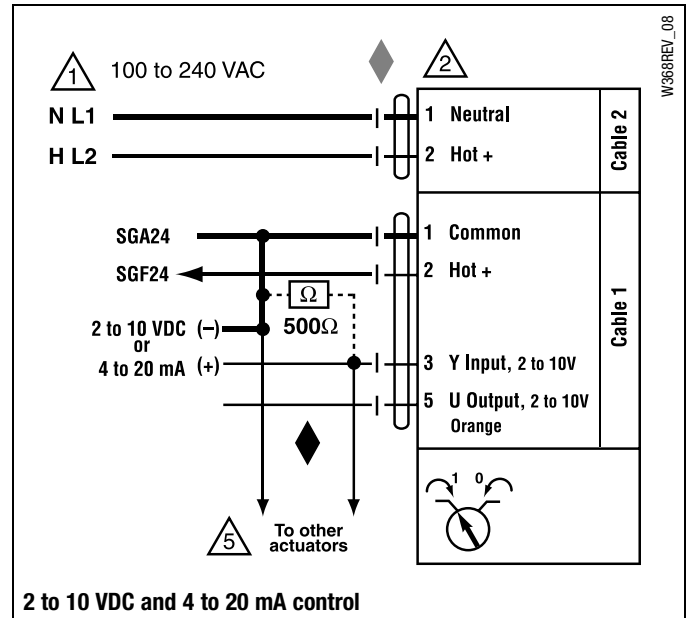 W368REV_08
1 100 to 240 VAC
2
N L1
H L2
1 Neutral
2 Hot +
Cable 2
SGA24
SGF24
1 Common
2 Hot +
Ω
500Ω
2 to 10 VDC (–)
or
4 to 20 mA (+)
3 Y Input, 2 to 10V
5 U Output, 2 to 10V
Orange
Cable 1
5
To other
actuators
1 0
2 to 10 VDC and 4 to 20 mA control